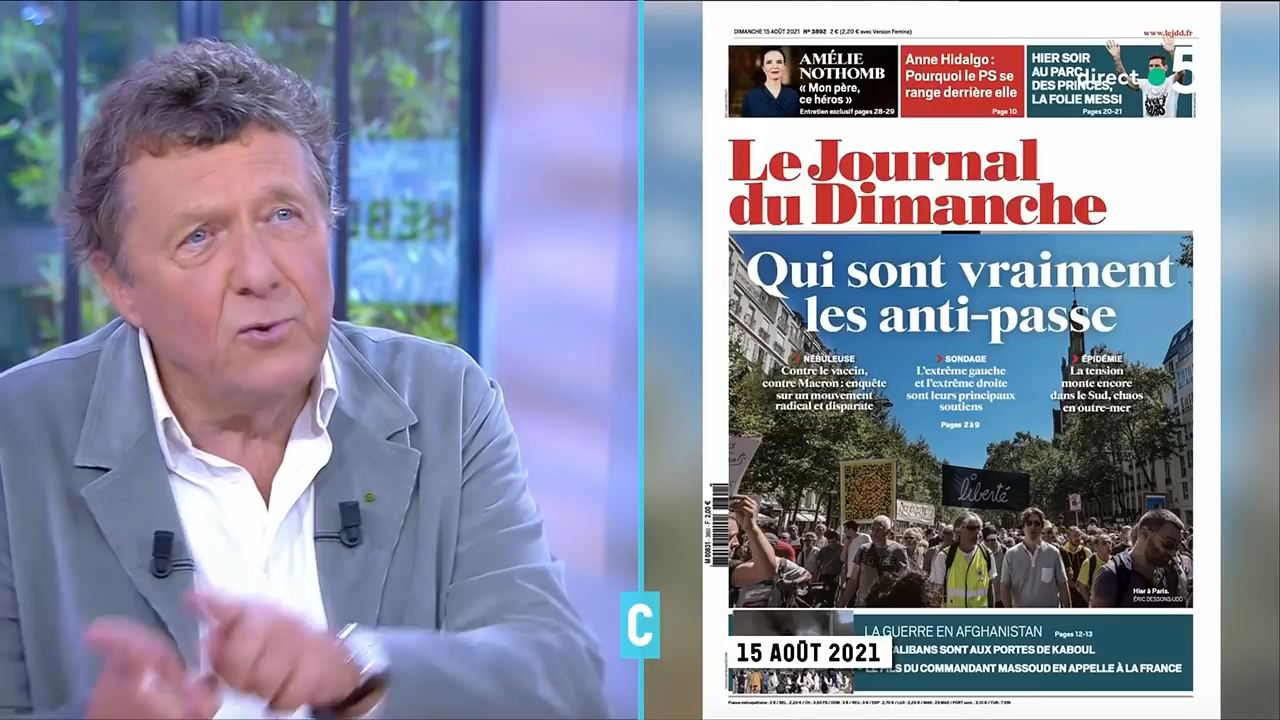 DIMANCHE 15 AOÛT 2021 N° 3892 2 € (2,20 € avec Version Femina)
www.lejdd.fr
AMÉLIE
NOTHOMB
« Mon père,
ce héros »
Entretien exclusif pages 28-29
Anne Hidalgo :
Pourquoi le PS se
range derrière elle
Page 10
HIER SOIR
AU PARC
DES PRINCES,
LA FOLIE MESSI
Pages 20-21
direct 5
Le Journal
du Dimanche
HEBDO
Qui sont vraiment
les anti-passe
NÉBULEUSE
Contre le vaccin,
contre Macron : enquête
sur un mouvement
radical et disparate
SONDAGE
L'extrême gauche
et l'extrême droite
sont leurs principaux
soutiens
Pages 2 à 9
ÉPIDÉMIE
La tension
monte encore
dans le Sud, chaos
en outre-mer
liberté
Hier à Paris.
ÉRIC DESSONS/JDD
C
LA GUERRE EN AFGHANISTAN Pages 12-13
TALIBANS SONT AUX PORTES DE KABOUL
LE FILS DU COMMANDANT MASSOUD EN APPELLE À LA FRANCE
15 AOÛT 2021